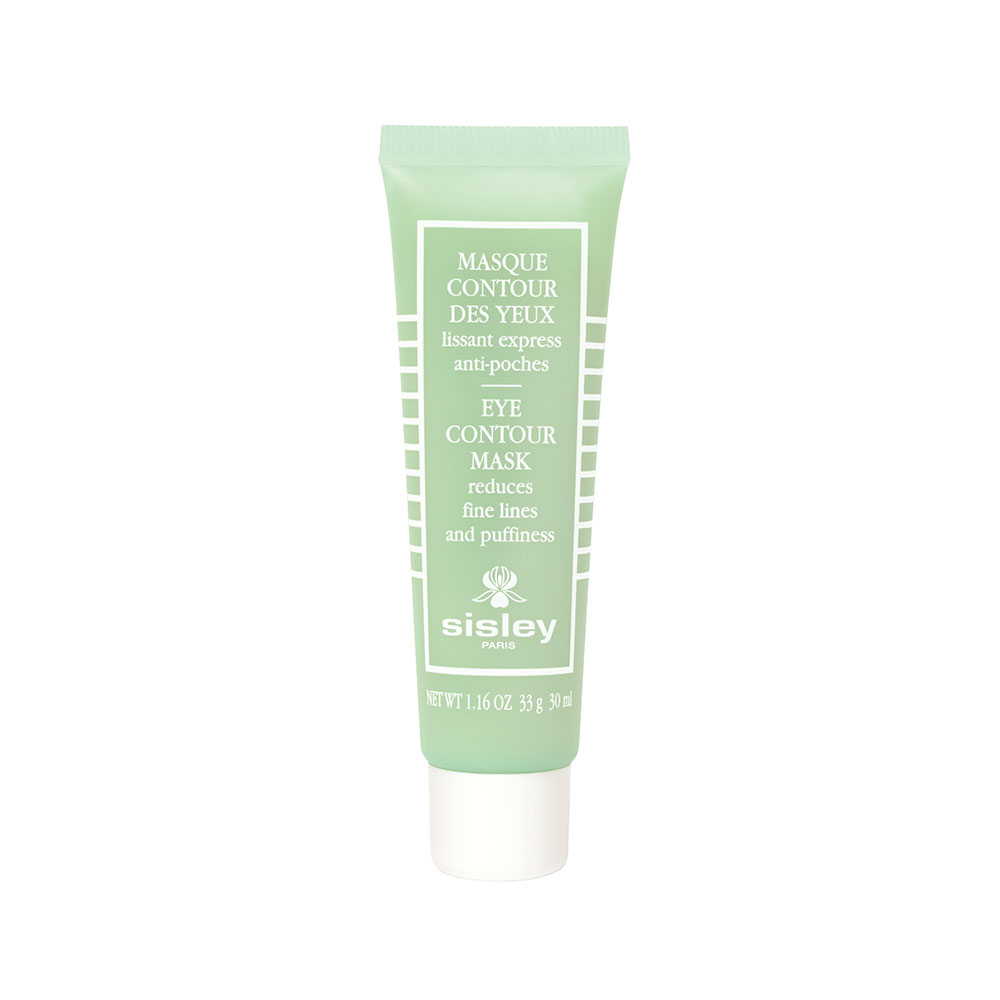 MASQUE
CONTOUR
DES YEUX
lissant express
anti-poches
EYE
CONTOUR
MASK
reduces
fine lines
and puffiness
sisley
PARIS
NET WT 1.16 OZ 33 g 30 ml